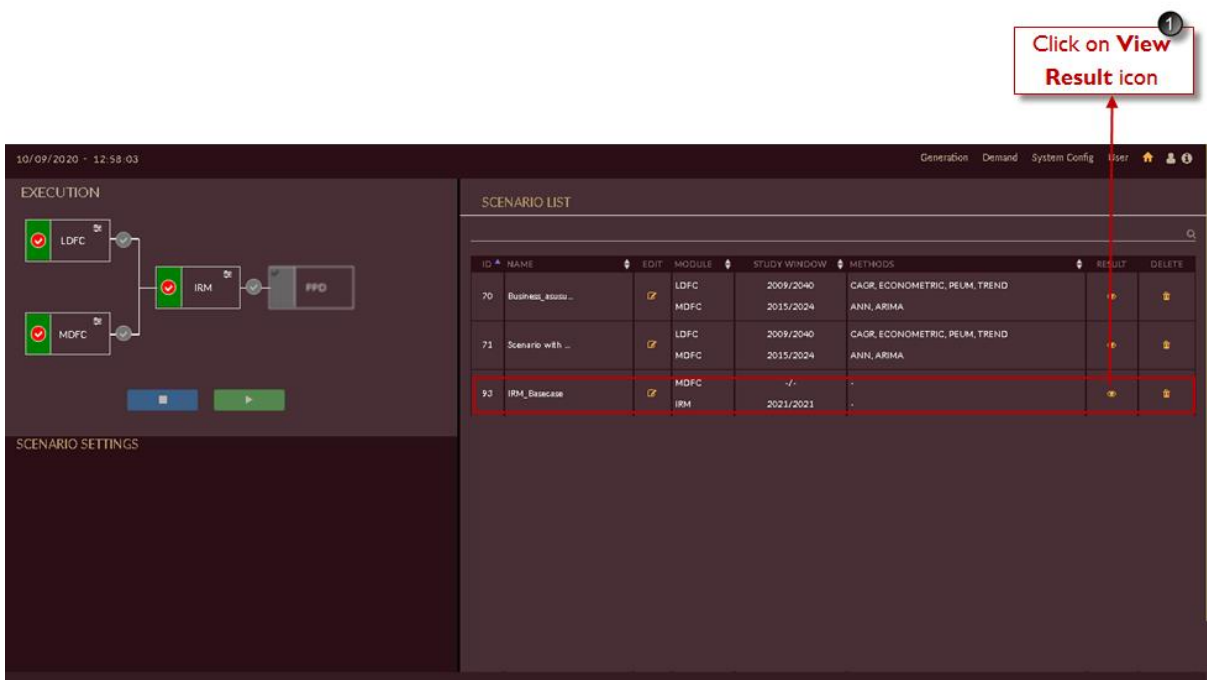 1
Click on View
Result icon
10/09/2020 - 12:58:03
Generation Demand System Config User
EXECUTION
LDFC
IRM
MDFC
SCENARIO SETTINGS
SCENARIO LIST
ID NAME EDIT MODULE STUDY WINDOW METHODS RESULT DELETE
70 Business_asusu... LDFC 2009/2040 CAGR, ECONOMETRIC, PEUM, TREND
MDFC 2015/2024 ANN, ARIMA
71 Scenario with ... LDFC 2009/2040 CAGR, ECONOMETRIC, PEUM, TREND
MDFC 2015/2024 ANN, ARIMA
93 IRM_Basecase MDFC -/- -
IRM 2021/2021 -